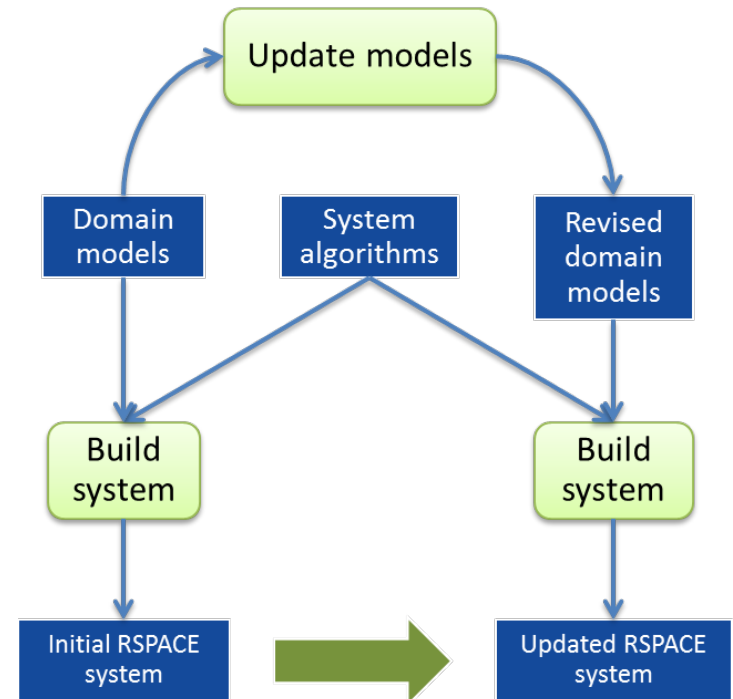 Update models
Domain
models
System
algorithms
Revised
domain
models
Build
system
Build
system
Initial RSPACE
system
Updated RSPACE
system